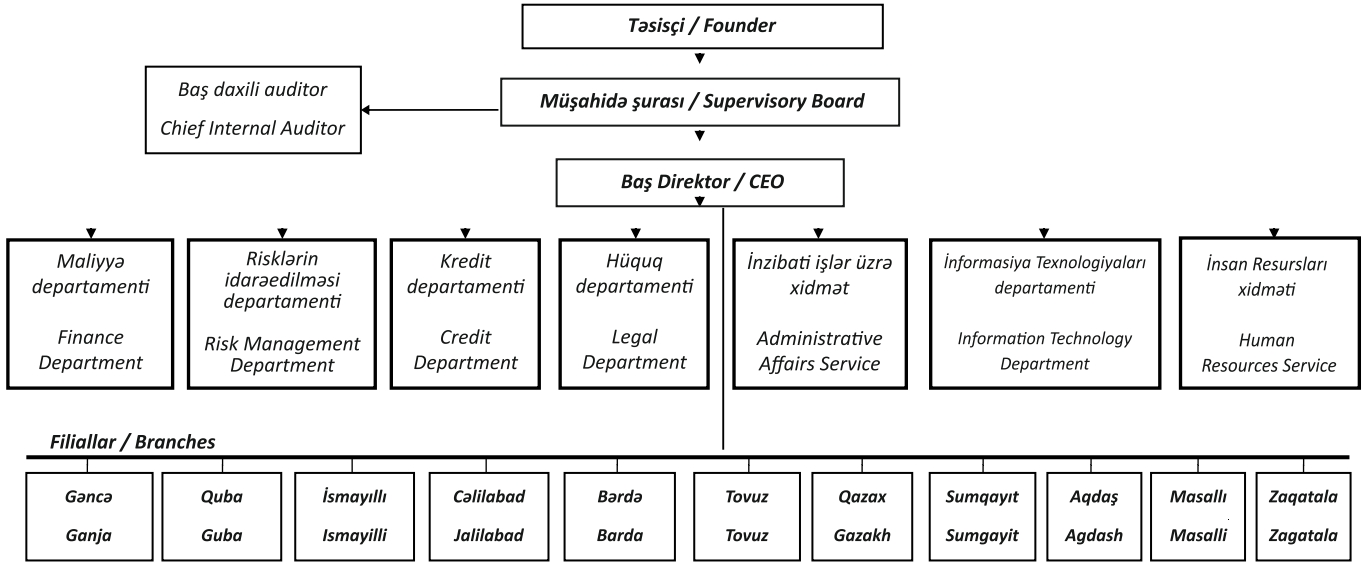 Təsisçi / Founder
Baş daxili auditor
Chief Internal Auditor
Müşahidə şurası / Supervisory Board
Baş Direktor / CEO
Maliyyə
departamenti
Finance
Department
Risklərin
idarəedilməsi
departamenti
Risk Management
Department
Kredit
departamenti
Credit
Department
Hüquq
departamenti
Legal
Department
İnzibati işlər üzrə
xidmət
Administrative
Affairs Service
İnformasiya Texnologiyaları
departamenti
Information Technology
Department
İnsan Resursları
xidməti
Human
Resources Service
Filiallar / Branches
Gəncə
Ganja
Quba
Guba
İsmayıllı
Ismayilli
Cəlilabad
Jalilabad
Bərdə
Barda
Tovuz
Tovuz
Qazax
Gazakh
Sumqayıt
Sumgayit
Aqdaş
Agdash
Masallı
Masalli
Zaqatala
Zagatala